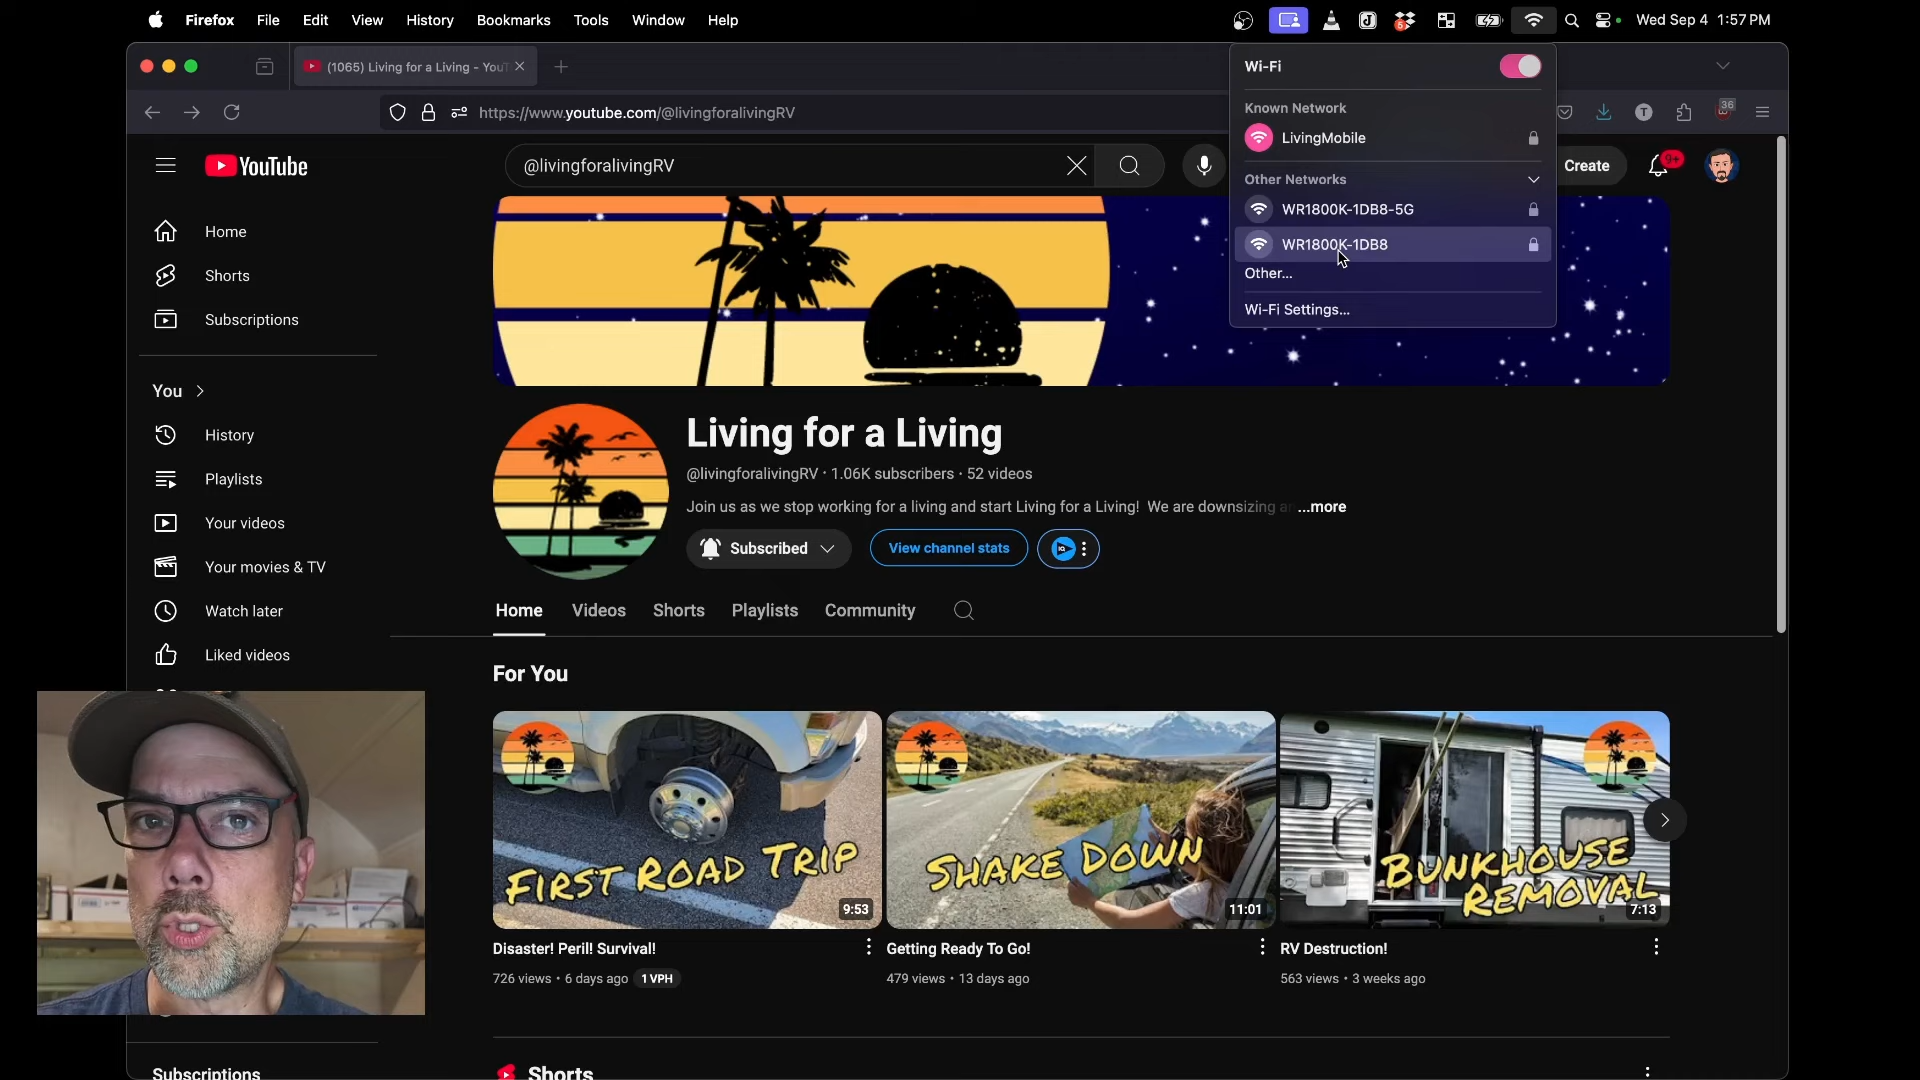 Firefox File Edit View History Bookmarks Tools Window Help
6
Wed Sep 4 1:57 PM
(1065) Living for a Living - YouT
https://www.youtube.com/@livingforalivingRV
T
36
Wi-Fi
Known Network
LivingMobile
Other Networks
WR1800K-1DB8-5G
WR1800K-1DB8
Other...
Wi-Fi Settings...
YouTube
@livingforalivingRV
Create
9+
Home
Shorts
Subscriptions
You
History
Playlists
Your videos
Your movies & TV
Watch later
Liked videos
Subscriptions
Living for a Living
@livingforalivingRV • 1.06K subscribers • 52 videos
Join us as we stop working for a living and start Living for a Living! We are downsizing ...more
Subscribed
View channel stats
IQ
Home Videos Shorts Playlists Community
For You
FIRST ROAD TRIP
9:53
SHAKE DOWN
11:01
BUNKHOUSE
REMOVAL
7:13
Disaster! Peril! Survival!
726 views • 6 days ago 1 VPH
Getting Ready To Go!
479 views • 13 days ago
RV Destruction!
563 views • 3 weeks ago
Shorts